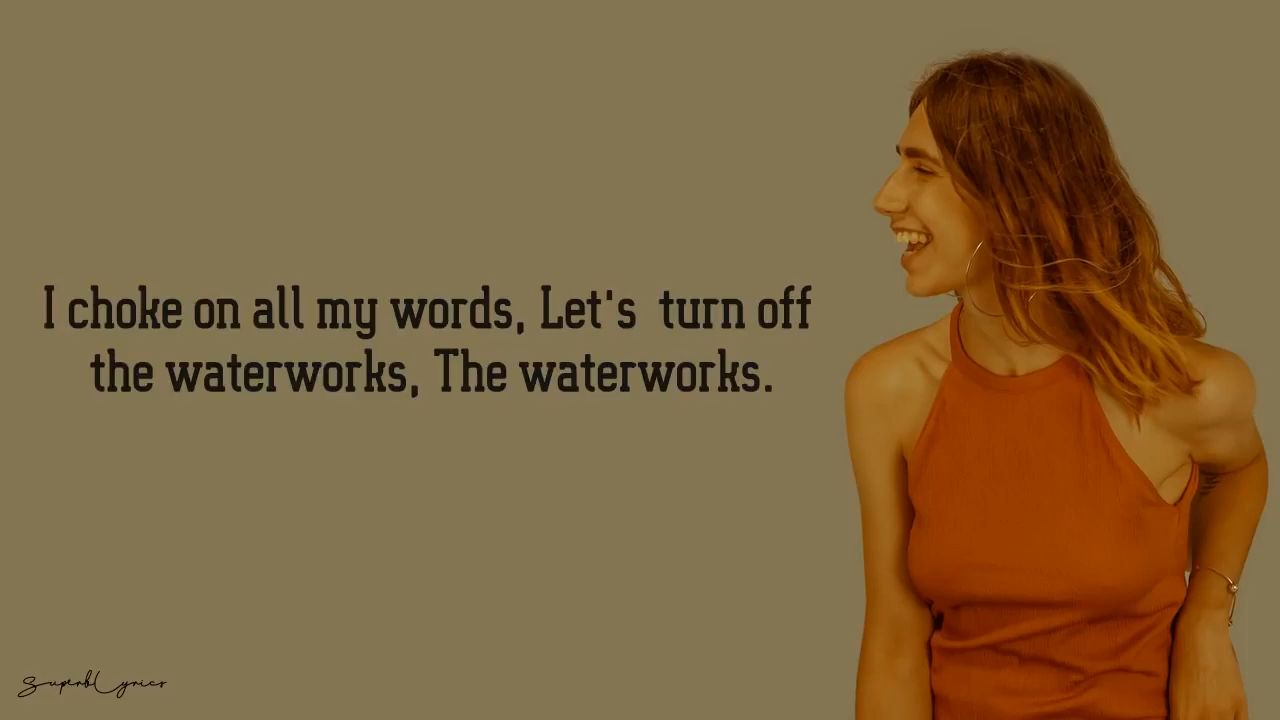 I choke on all my words, Let's  turn off
the waterworks, The waterworks.
SuperbLyrics